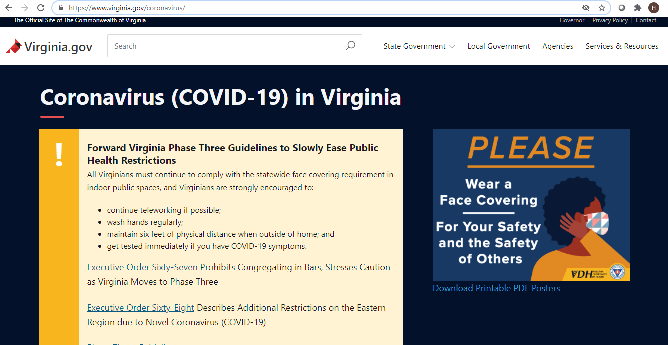 https://www.virginia.gov/coronavirus/
H
The Official Site of The Commonwealth of Virginia
Governor Privacy Policy Contact
Virginia.gov Search State Government Local Government Agencies Services & Resources
Coronavirus (COVID-19) in Virginia
!
Forward Virginia Phase Three Guidelines to Slowly Ease Public
Health Restrictions
All Virginians must continue to comply with the statewide face covering requirement in
indoor public spaces, and Virginians are strongly encouraged to:
• continue teleworking if possible;
• wash hands regularly;
• maintain six feet of physical distance when outside of home; and
• get tested immediately if you have COVID-19 symptoms.
Executive Order Sixty-Seven Prohibits Congregating in Bars, Stresses Caution
as Virginia Moves to Phase Three
Executive Order Sixty-Eight Describes Additional Restrictions on the Eastern
Region due to Novel Coronavirus (COVID-19)
PLEASE
Wear a
Face Covering
For Your Safety
and the Safety
of Others
VDH
Download Printable PDF Posters